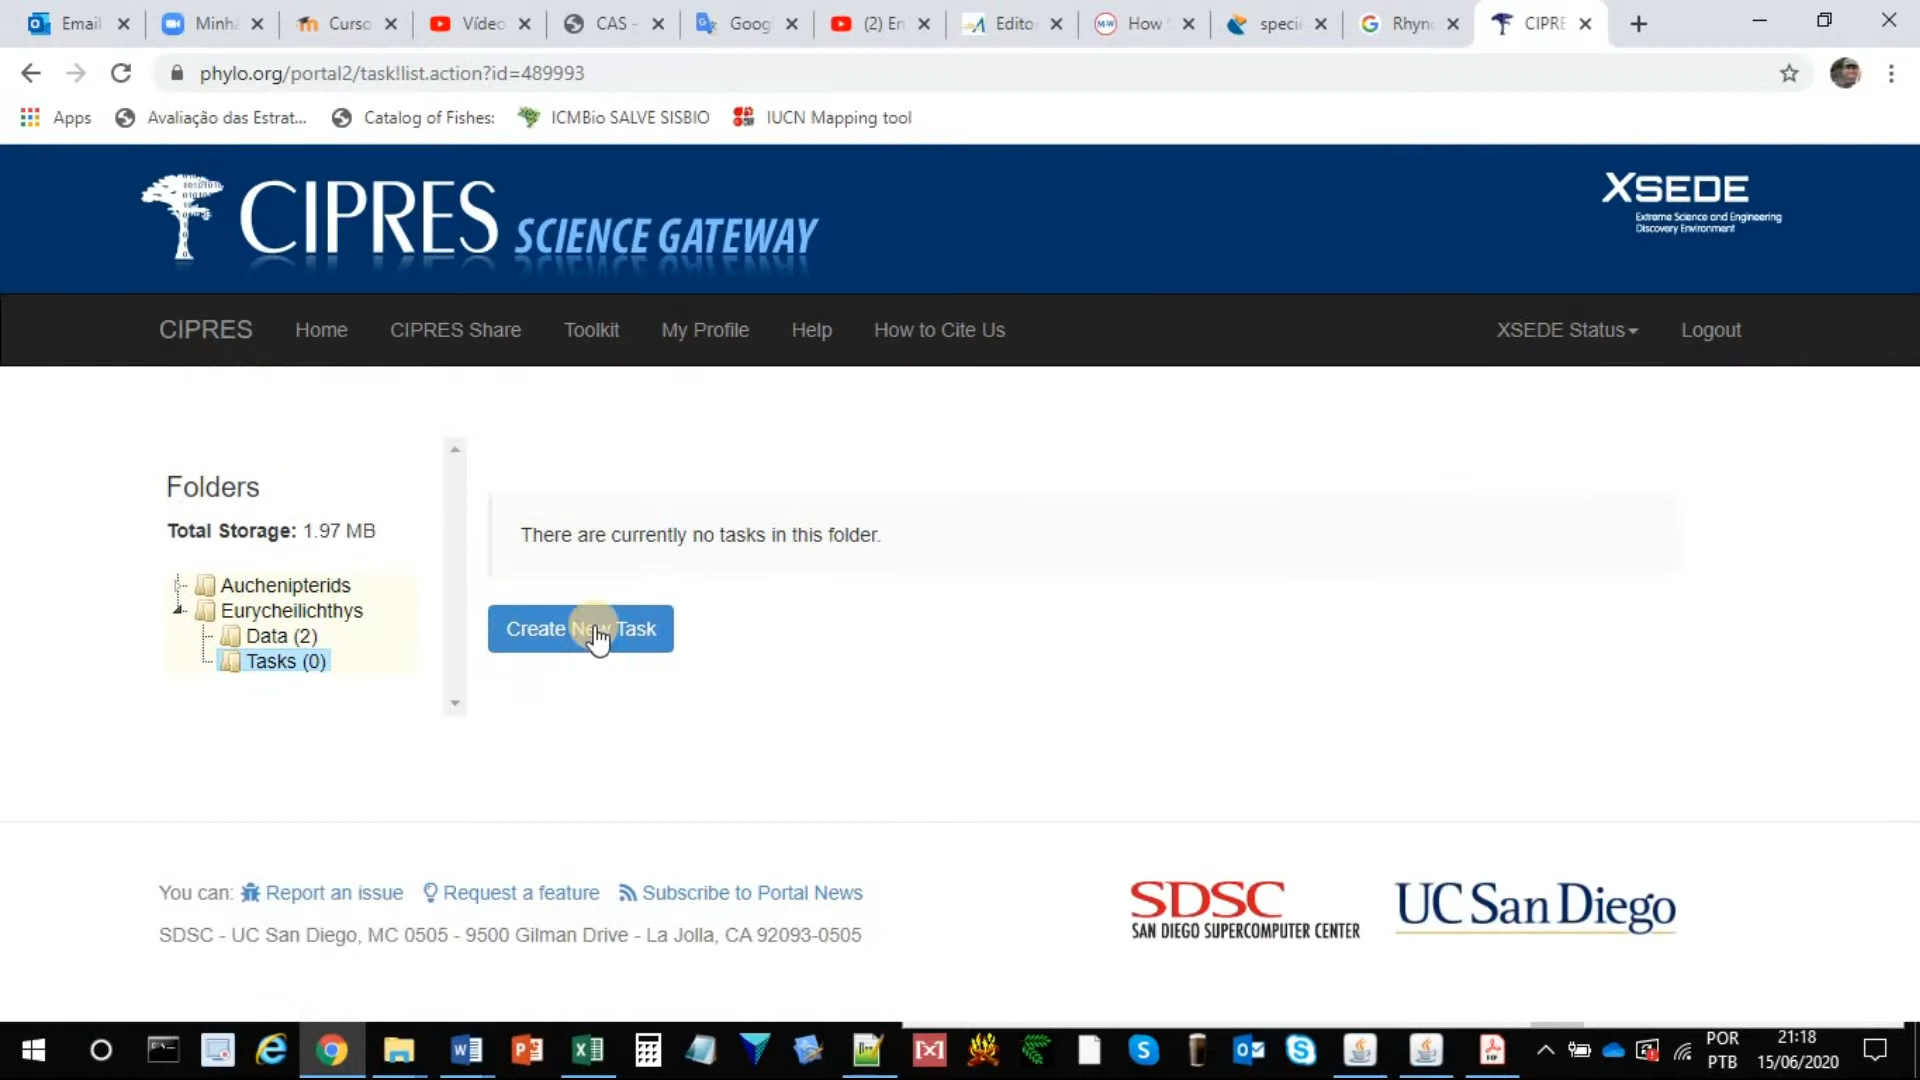 Email
Minh
Curso
Vídeo
CAS -
Goog
(2) En
Edito
How
speci
Rhyn
CIPRE
phylo.org/portal2/task!list.action?id=489993
Apps
Avaliação das Estrat...
Catalog of Fishes:
ICMBio SALVE SISBIO
IUCN Mapping tool
CIPRES SCIENCE GATEWAY
XSEDE
Extreme Science and Engineering
Discovery Environment
CIPRES
Home
CIPRES Share
Toolkit
My Profile
Help
How to Cite Us
XSEDE Status
Logout
Folders
Total Storage: 1.97 MB
Auchenipterids
Eurycheilichthys
Data (2)
Tasks (0)
There are currently no tasks in this folder.
Create New Task
You can: Report an issue Request a feature Subscribe to Portal News
SDSC - UC San Diego, MC 0505 - 9500 Gilman Drive - La Jolla, CA 92093-0505
SDSC
SAN DIEGO SUPERCOMPUTER CENTER
UC San Diego
POR
PTB
21:18
15/06/2020